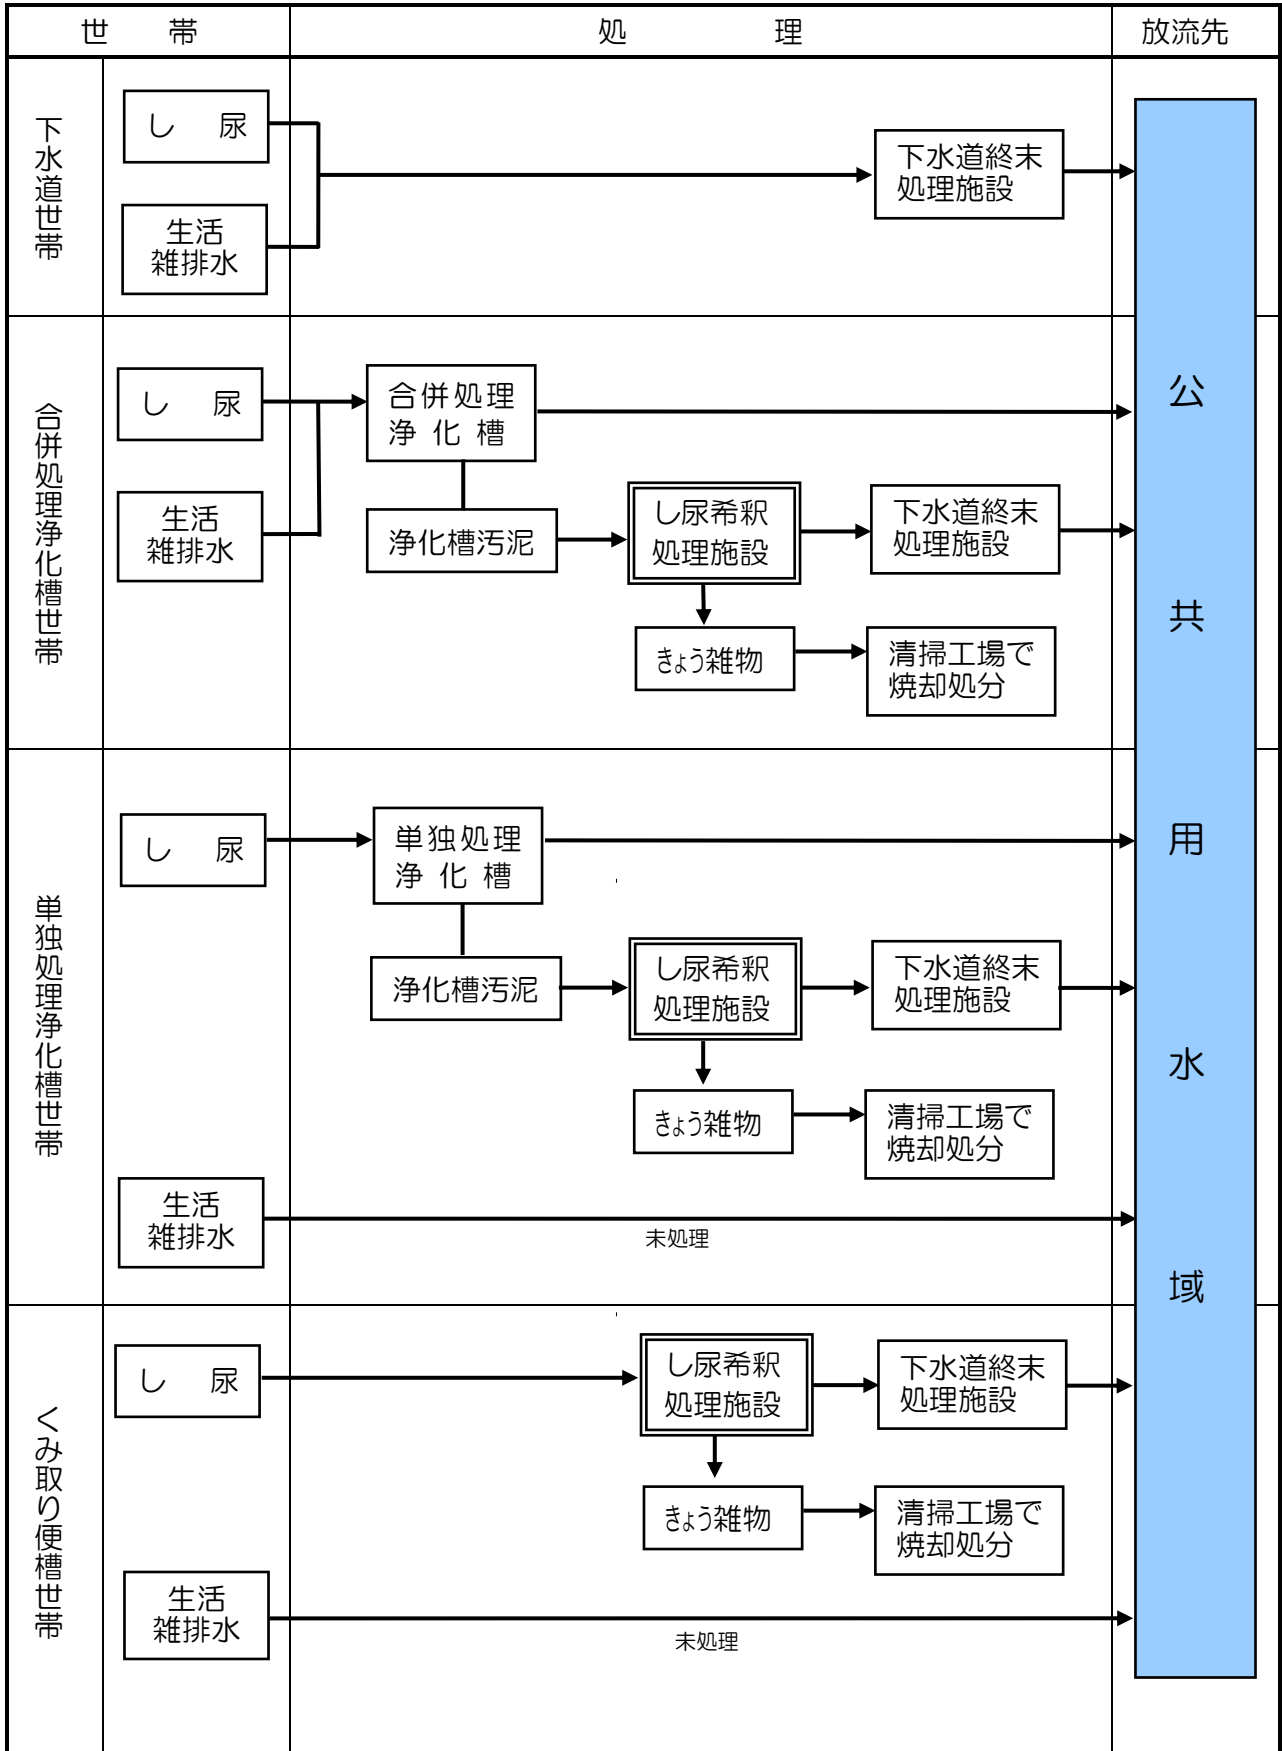 世　帯
処　理
放流先
下水道世帯
し　尿
生活
雑排水
下水道終末
処理施設
合併処理浄化槽世帯
し　尿
生活
雑排水
合併処理
浄化槽
浄化槽汚泥
し尿希釈
処理施設
下水道終末
処理施設
きょう雑物
清掃工場で
焼却処分
単独処理浄化槽世帯
し　尿
単独処理
浄化槽
浄化槽汚泥
し尿希釈
処理施設
下水道終末
処理施設
きょう雑物
清掃工場で
焼却処分
生活
雑排水
未処理
くみ取り便槽世帯
し　尿
し尿希釈
処理施設
下水道終末
処理施設
きょう雑物
清掃工場で
焼却処分
生活
雑排水
未処理
公共用水域